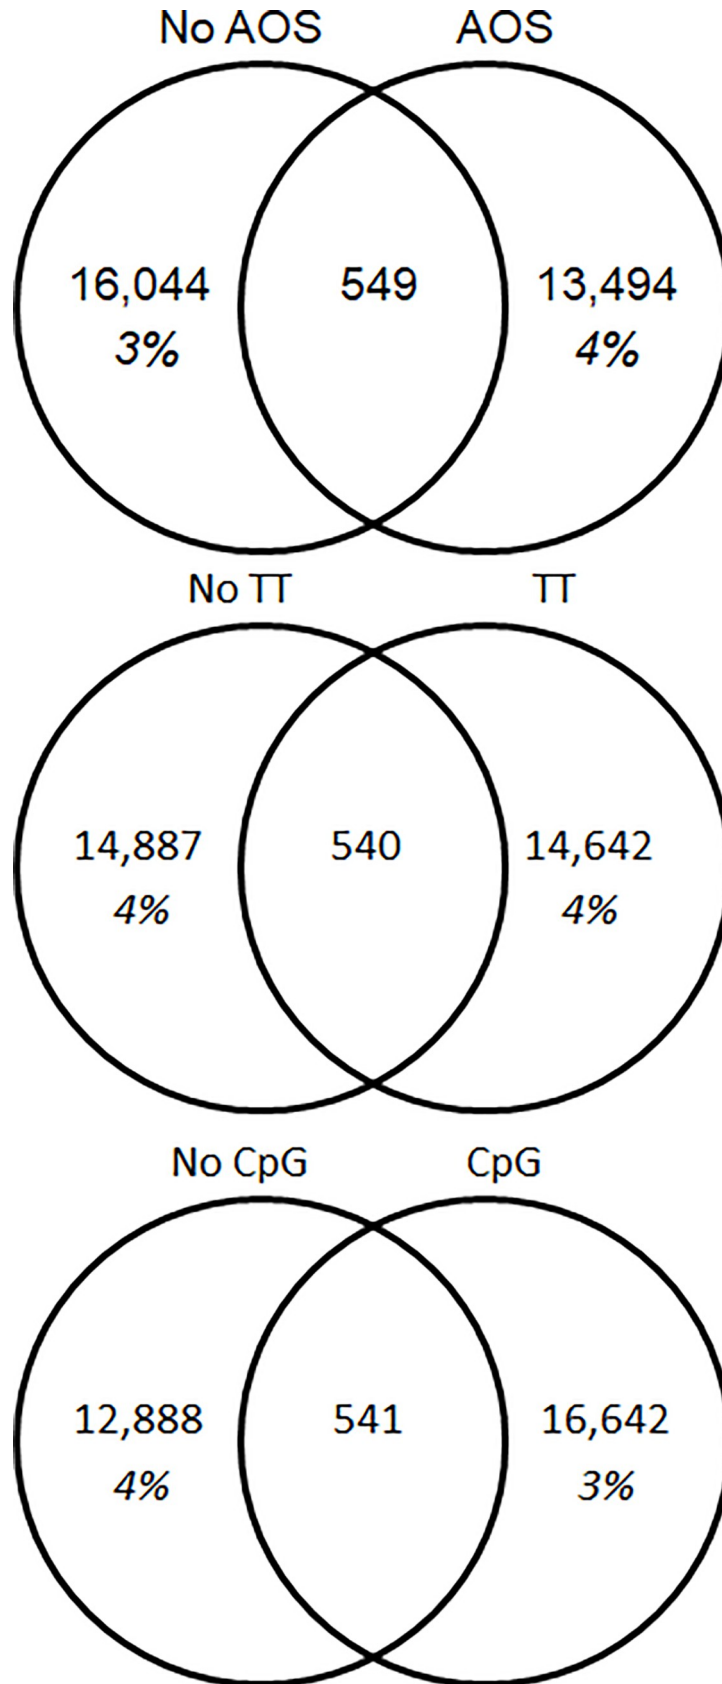 No AOS AOS
16,044 549 13,494
3% 4%
No TT TT
14,887 540 14,642
4% 4%
No CpG CpG
12,888 541 16,642
4% 3%